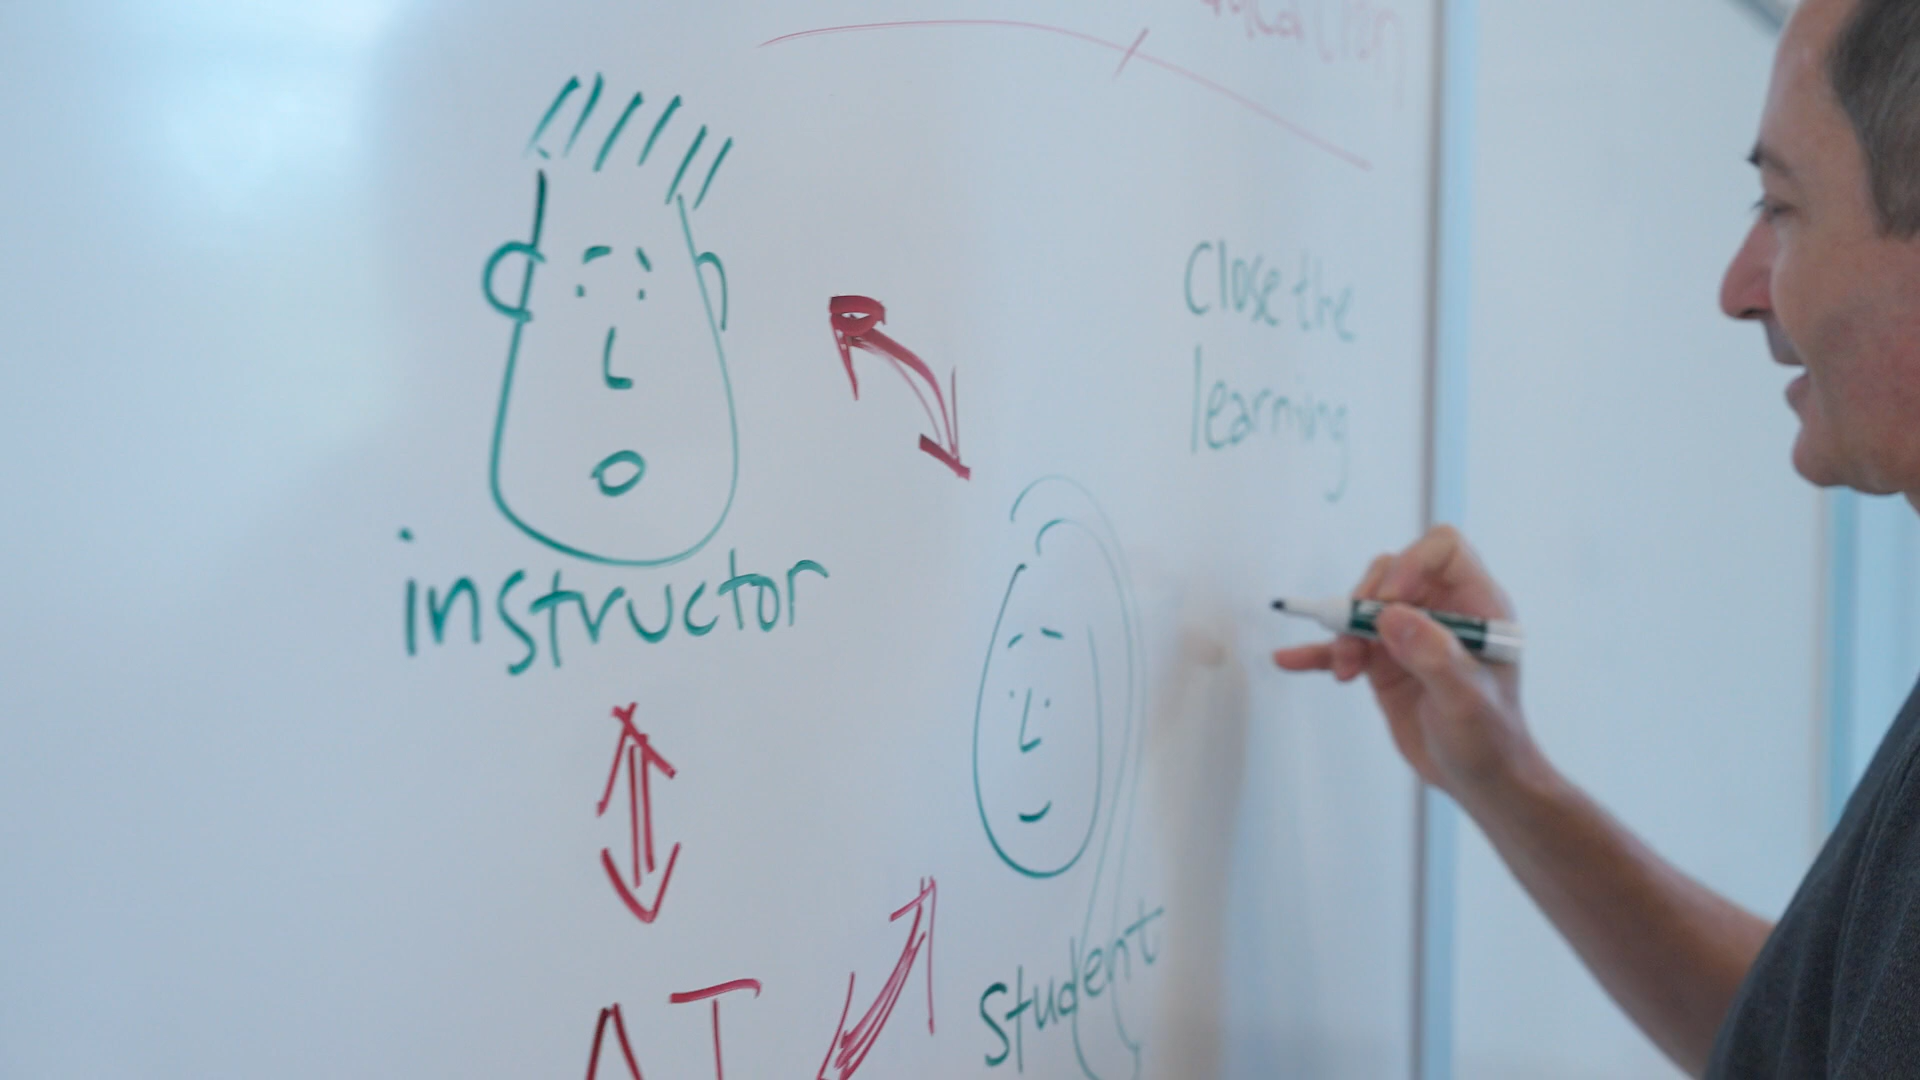 Close the
learning
instructor
student
AI